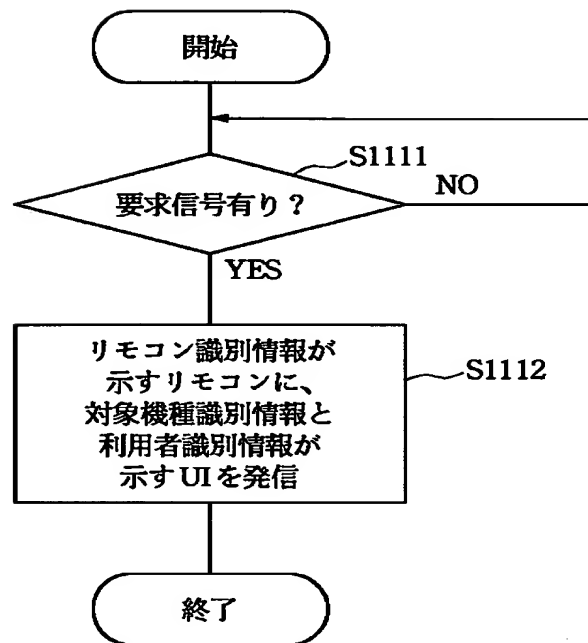 開始
S1111
要求信号有り？
NO
YES
リモコン識別情報が
示すリモコンに、
対象機種識別情報と
利用者識別情報が
示すUIを発信
S1112
終了